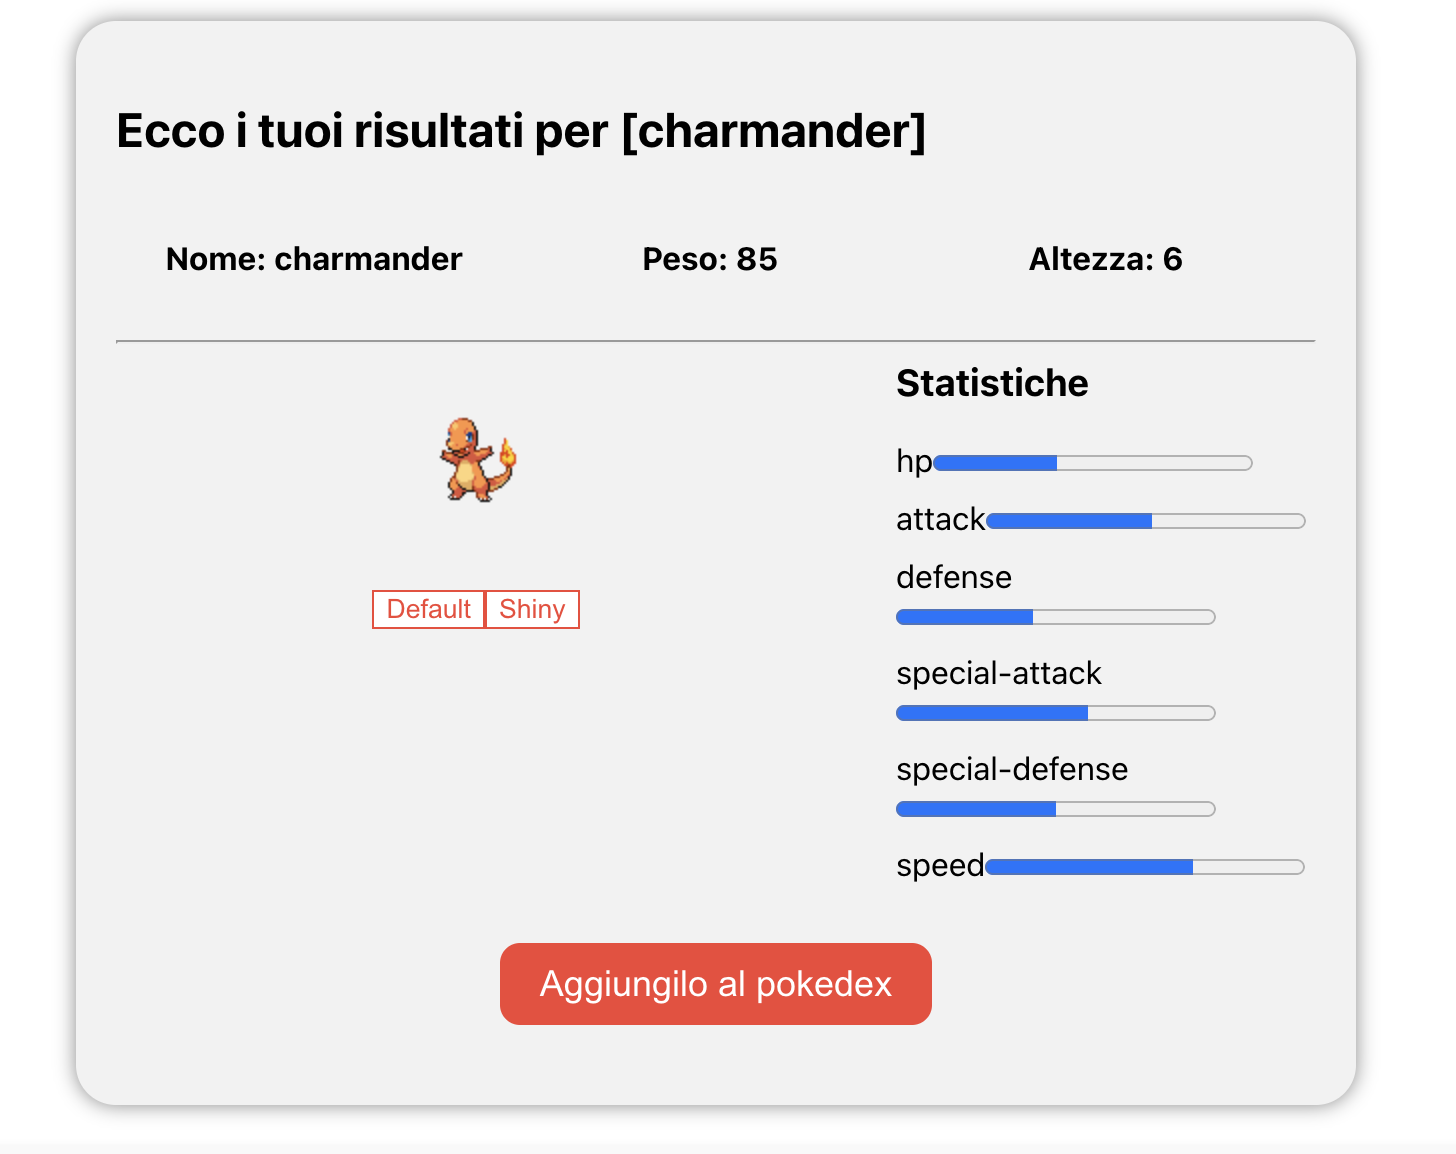 Ecco i tuoi risultati per [charmander]
Nome: charmander
Peso: 85
Altezza: 6
Statistiche
hp
attack
defense
special-attack
special-defense
speed
Default
Shiny
Aggiungilo al pokedex